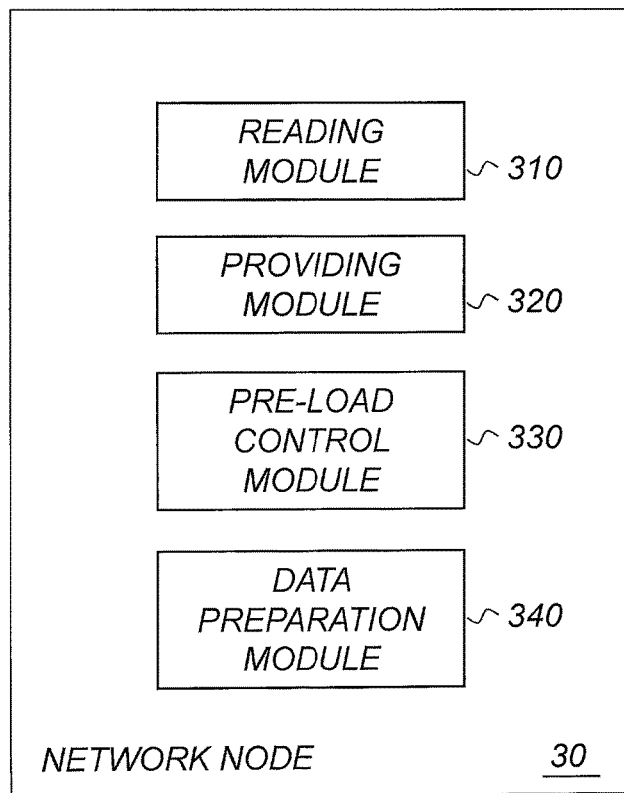 READING
MODULE
310
PROVIDING
MODULE
320
PRE-LOAD
CONTROL
MODULE
330
DATA
PREPARATION
MODULE
340
NETWORK NODE
30